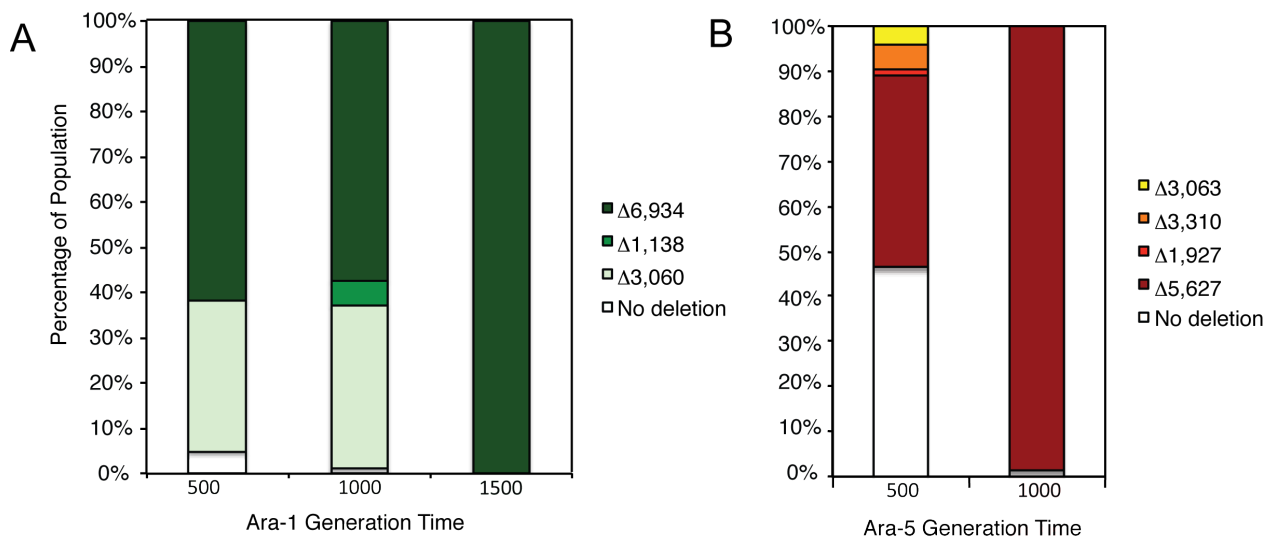 A
Percentage of Population
100%
90%
80%
70%
60%
50%
40%
30%
20%
10%
0%
500
1000
1500
Ara-1 Generation Time
Δ6,934
Δ1,138
Δ3,060
No deletion
B
100%
90%
80%
70%
60%
50%
40%
30%
20%
10%
0%
500
1000
Ara-5 Generation Time
Δ3,063
Δ3,310
Δ1,927
Δ5,627
No deletion